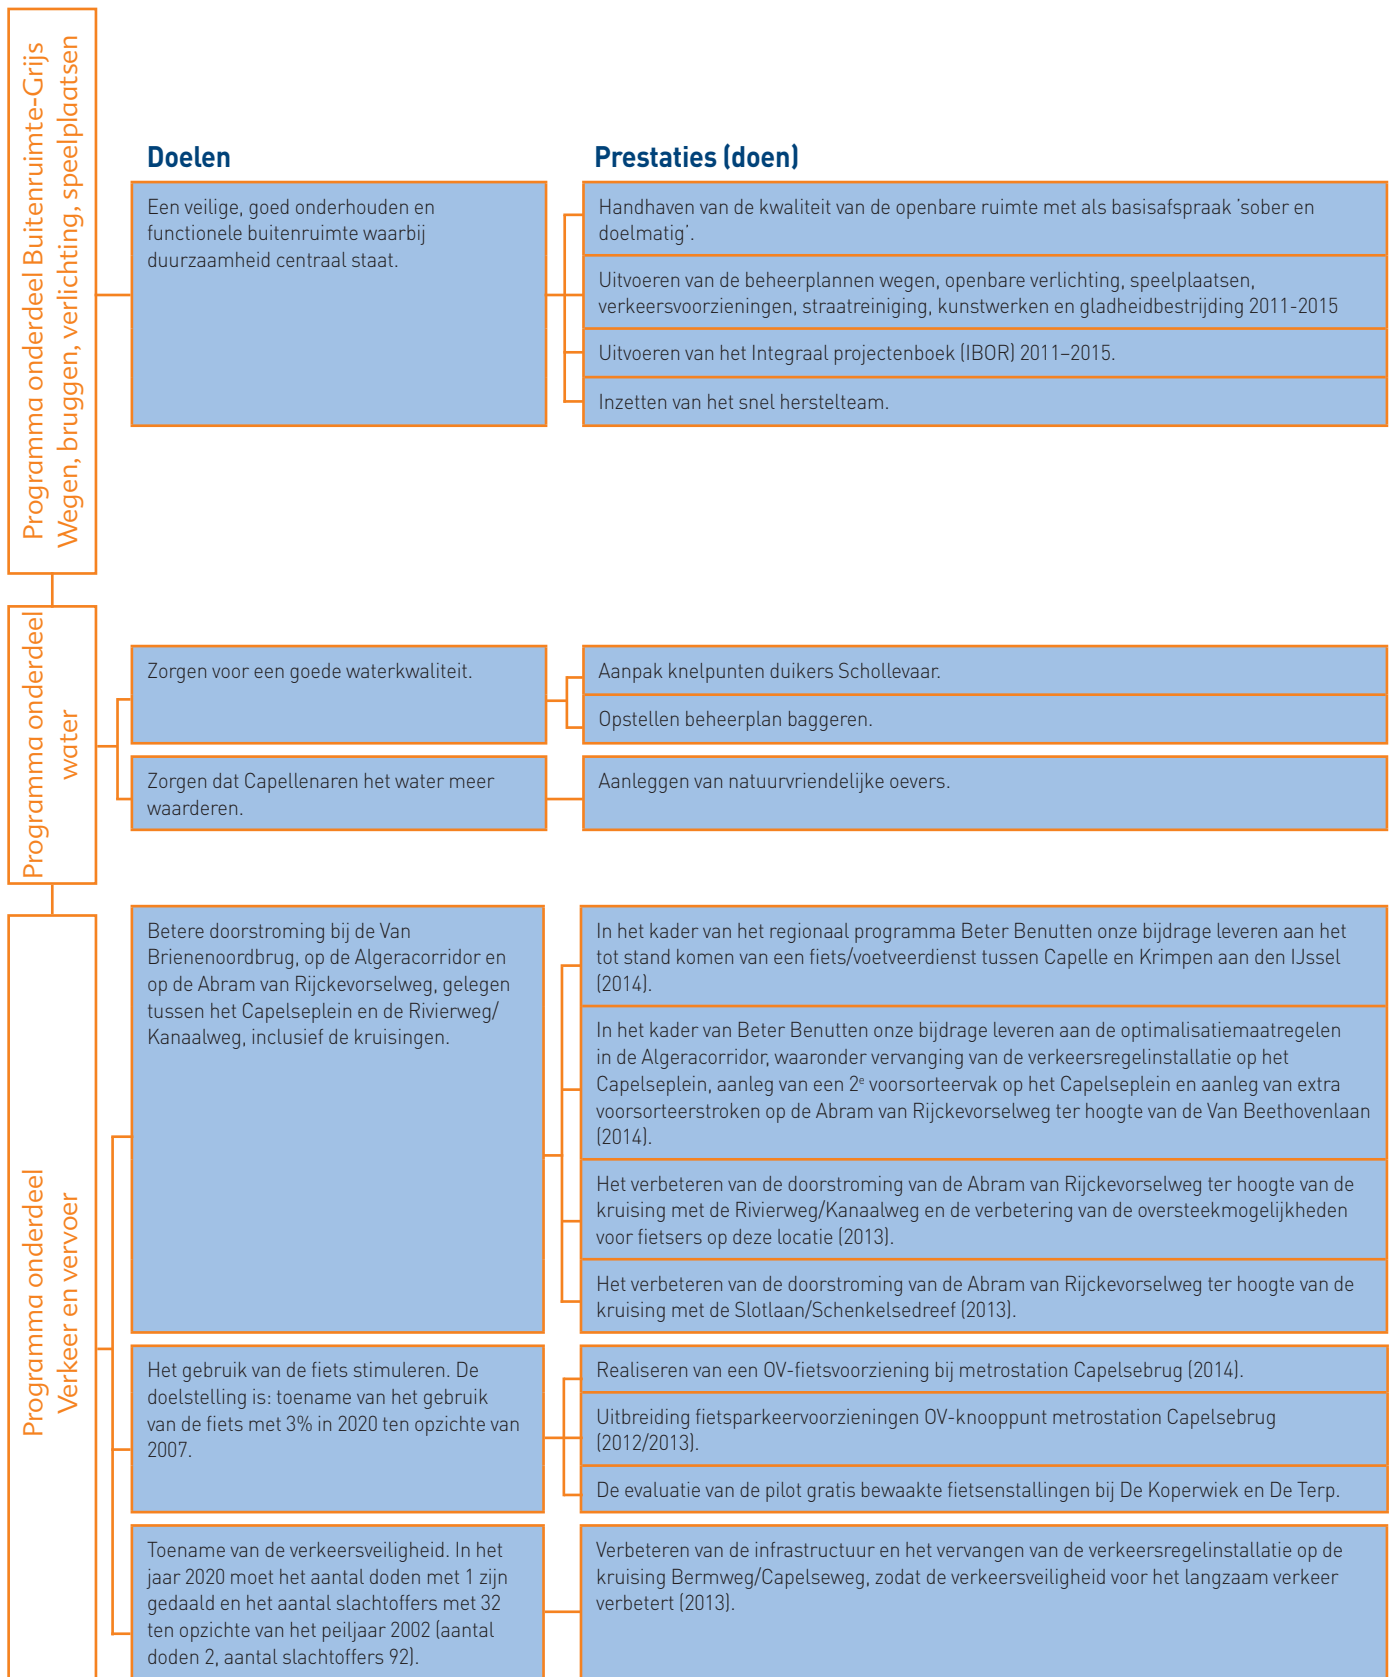 Programma onderdeel Buitenruimte-Grijs
Wegen, bruggen, verlichting, speelplaatsen
Doelen
Prestaties (doen)
Een veilige, goed onderhouden en
functionele buitenruimte waarbij
duurzaamheid centraal staat.
Handhaven van de kwaliteit van de openbare ruimte met als basisafspraak ‘sober en
doelmatig’.
Uitvoeren van de beheerplannen wegen, openbare verlichting, speelplaatsen,
verkeersvoorzieningen, straatreiniging, kunstwerken en gladheidbestrijding 2011-2015
Uitvoeren van het Integraal projectenboek (IBOR) 2011–2015.
Inzetten van het snel herstelteam.
Programma onderdeel
water
Zorgen voor een goede waterkwaliteit.
Aanpak knelpunten duikers Schollevaar.
Opstellen beheerplan baggeren.
Zorgen dat Capellenaren het water meer
waarderen.
Aanleggen van natuurvriendelijke oevers.
Programma onderdeel
Verkeer en vervoer
Betere doorstroming bij de Van
Brienenoordbrug, op de Algeracorridor en
op de Abram van Rijckevorselweg, gelegen
tussen het Capelseplein en de Rivierweg/
Kanaalweg, inclusief de kruisingen.
In het kader van het regionaal programma Beter Benutten onze bijdrage leveren aan het
tot stand komen van een fiets/voetveerdienst tussen Capelle en Krimpen aan den IJssel
(2014).
In het kader van Beter Benutten onze bijdrage leveren aan de optimalisatiemaatregelen
in de Algeracorridor, waaronder vervanging van de verkeersregelinstallatie op het
Capelseplein, aanleg van een 2e voorsorteervak op het Capelseplein en aanleg van extra
voorsorteerstroken op de Abram van Rijckevorselweg ter hoogte van de Van Beethovenlaan
(2014).
Het verbeteren van de doorstroming van de Abram van Rijckevorselweg ter hoogte van de
kruising met de Rivierweg/Kanaalweg en de verbetering van de oversteekmogelijkheden
voor fietsers op deze locatie (2013).
Het verbeteren van de doorstroming van de Abram van Rijckevorselweg ter hoogte van de
kruising met de Slotlaan/Schenkelsedreef (2013).
Het gebruik van de fiets stimuleren. De
doelstelling is: toename van het gebruik
van de fiets met 3% in 2020 ten opzichte van
2007.
Realiseren van een OV-fietsvoorziening bij metrostation Capelsebrug (2014).
Uitbreiding fietsparkeervoorzieningen OV-knooppunt metrostation Capelsebrug
(2012/2013).
De evaluatie van de pilot gratis bewaakte fietsenstallingen bij De Koperwiek en De Terp.
Toename van de verkeersveiligheid. In het
jaar 2020 moet het aantal doden met 1 zijn
gedaald en het aantal slachtoffers met 32
ten opzichte van het peiljaar 2002 (aantal
doden 2, aantal slachtoffers 92).
Verbeteren van de infrastructuur en het vervangen van de verkeersregelinstallatie op de
kruising Bermweg/Capelseweg, zodat de verkeersveiligheid voor het langzaam verkeer
verbetert (2013).